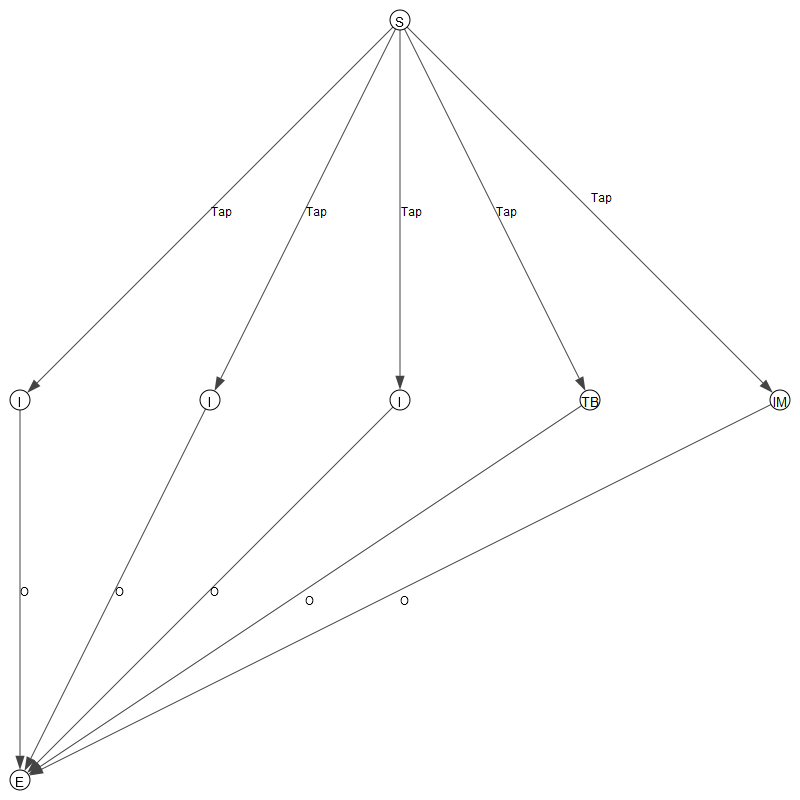 S
Tap
Tap Tap Tap Tap
I I I TB IM
O O O
O O
E